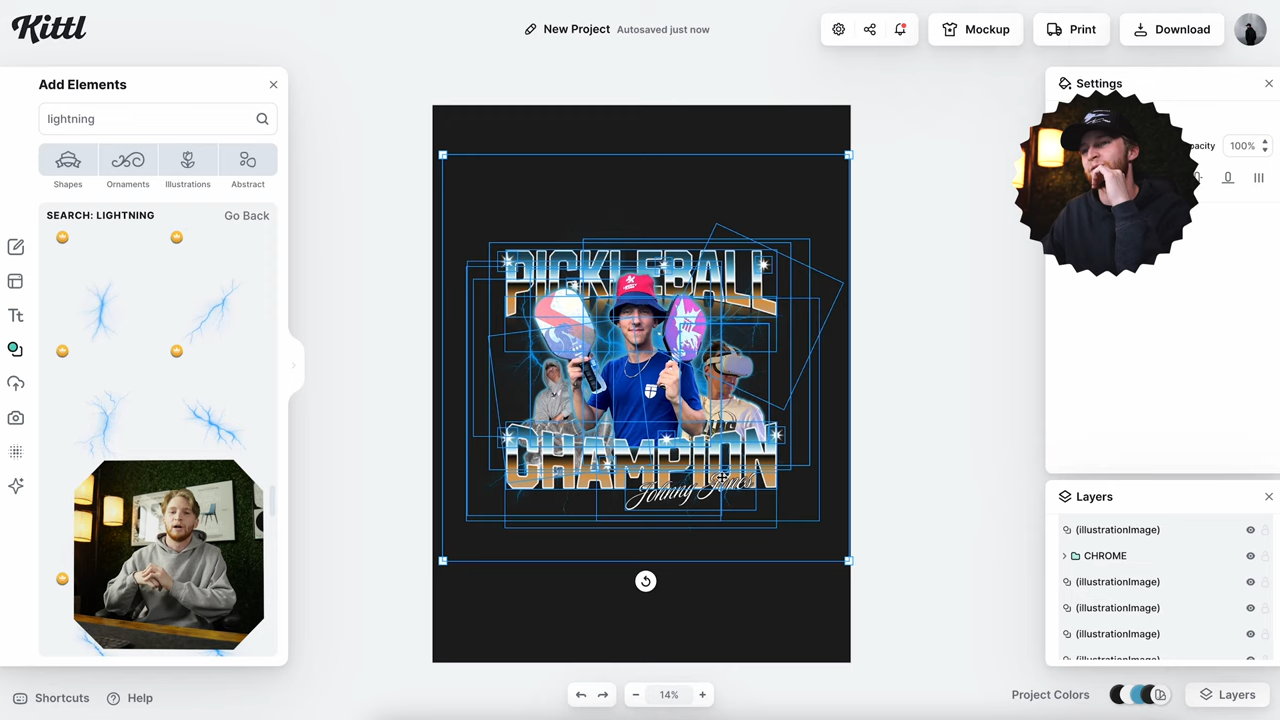 Kittl
New Project Autosaved just now
Mockup
Print
Download
Add Elements
lightning
Shapes
Ornaments
Illustrations
Abstract
SEARCH: LIGHTNING
Go Back
Tt
PICKLEBALL
CHAMPION
Johnny Jones
Settings
pacity
100%
Layers
(illustrationImage)
CHROME
(illustrationImage)
(illustrationImage)
(illustrationImage)
(illustrationImage)
Shortcuts
Help
14%
Project Colors
Layers